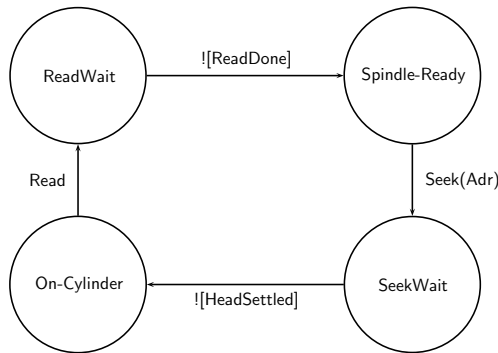 ![ReadDone]
ReadWait
Spindle-Ready
Read
Seek(Adr)
On-Cylinder
SeekWait
![HeadSettled]